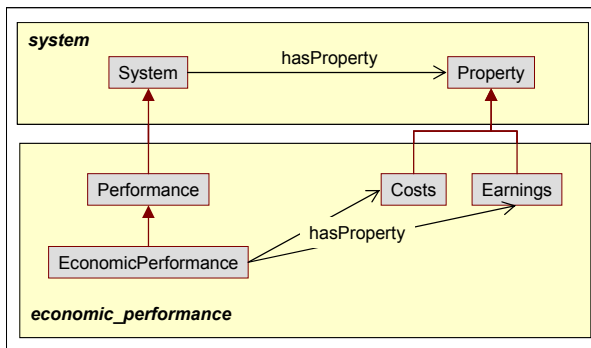 system
hasProperty
System
Property
Performance
Costs
Earnings
hasProperty
EconomicPerformance
economic_performance